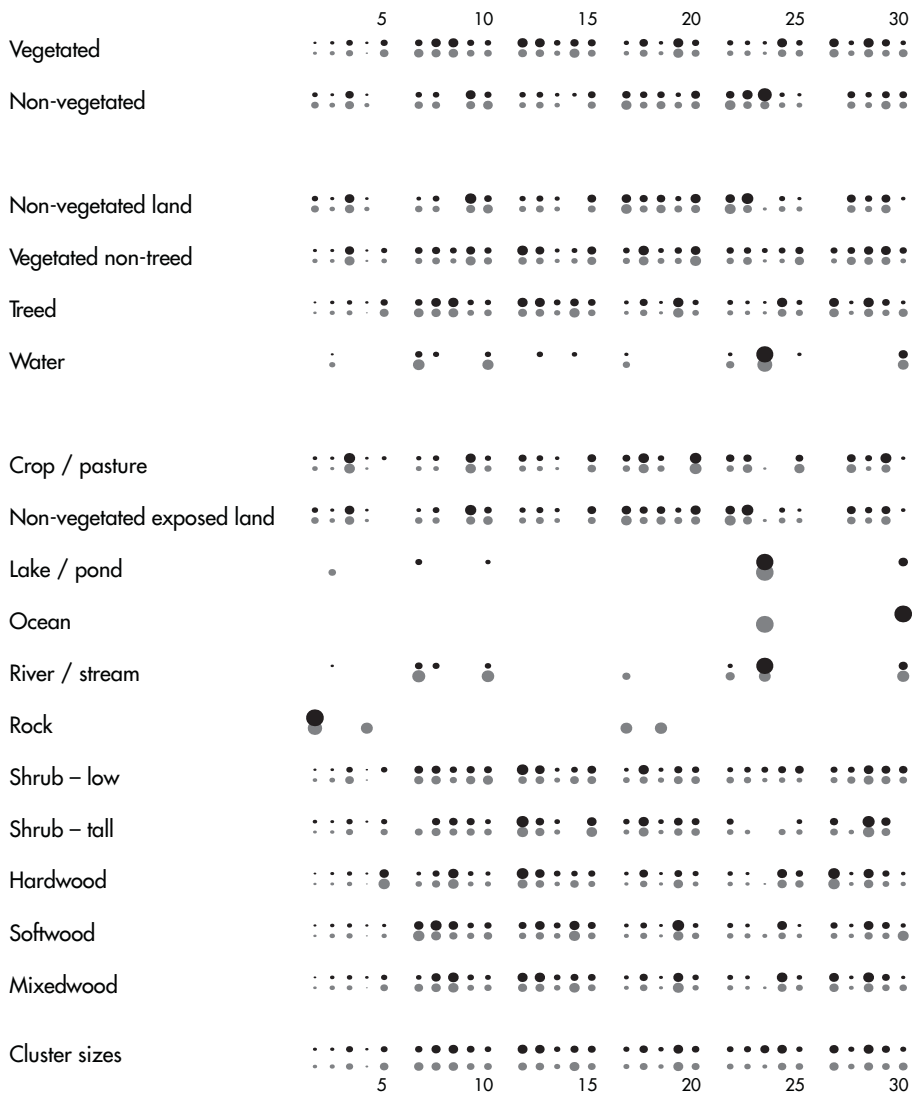 5 10 15 20 25 30
Vegetated
Non-vegetated
Non-vegetated land
Vegetated non-treed
Treed
Water
Crop / pasture
Non-vegetated exposed land
Lake / pond
Ocean
River / stream
Rock
Shrub – low
Shrub – tall
Hardwood
Softwood
Mixedwood
Cluster sizes
5 10 15 20 25 30